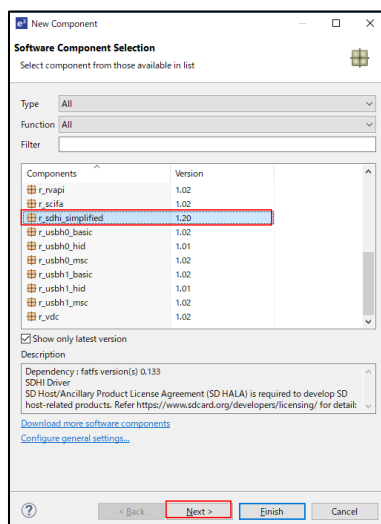 New Component
Software Component Selection
Select component from those available in list
Type All
Function All
Filter
Components Version
r_rvapi 1.02
r_scifa 1.02
r_sdhi_simplified 1.20
r_usbh0_basic 1.02
r_usbh0_hid 1.01
r_usbh0_msc 1.02
r_usbh1_basic 1.02
r_usbh1_hid 1.01
r_usbh1_msc 1.02
r_vdc 1.02
Show only latest version
Description
Dependency : fatfs version(s) 0.133
SDHI Driver
SD Host/Ancillary Product License Agreement (SD HALA) is required to develop SD
host-related products. Refer https://www.sdcard.org/developers/licensing/ for detail:
Download more software components
Configure general settings...
< Back Next > Finish Cancel